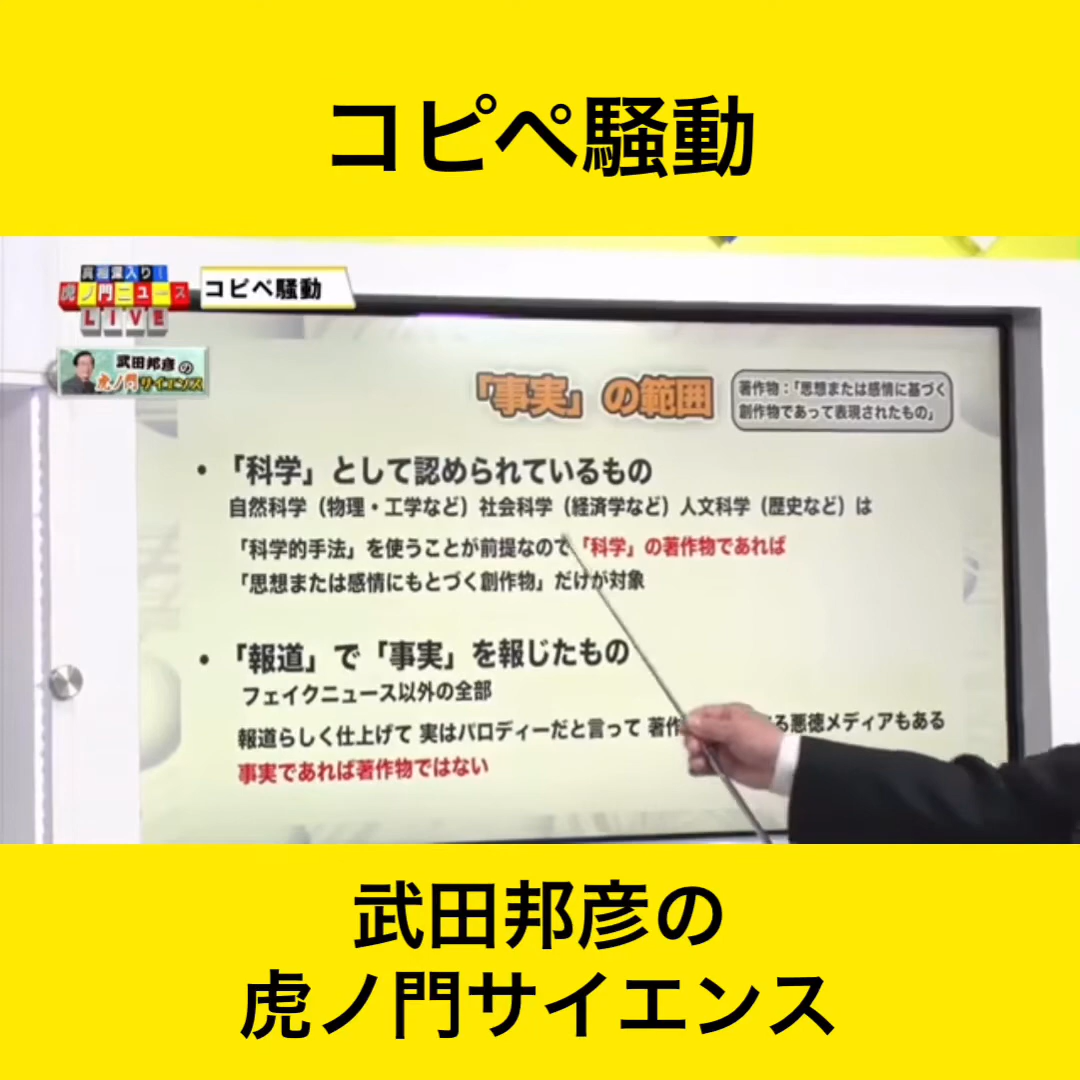 コピペ騒動
真相深入り!
虎ノ門ニュース
LIVE
コピペ騒動
武田邦彦の
虎ノ門サイエンス
「事実」の範囲
著作物:「思想または感情に基づく
創作物であって表現されたもの」
・「科学」として認められているもの
自然科学(物理・工学など)社会科学(経済学など)人文科学(歴史など)は
「科学的手法」を使うことが前提なので「科学」の著作物であれば
「思想または感情にもとづく創作物」だけが対象
・「報道」で「事実」を報じたもの
フェイクニュース以外の全部
報道らしく仕上げて 実はパロディーだと言って 著作 る悪徳メディアもある
事実であれば著作物ではない
武田邦彦の
虎ノ門サイエンス